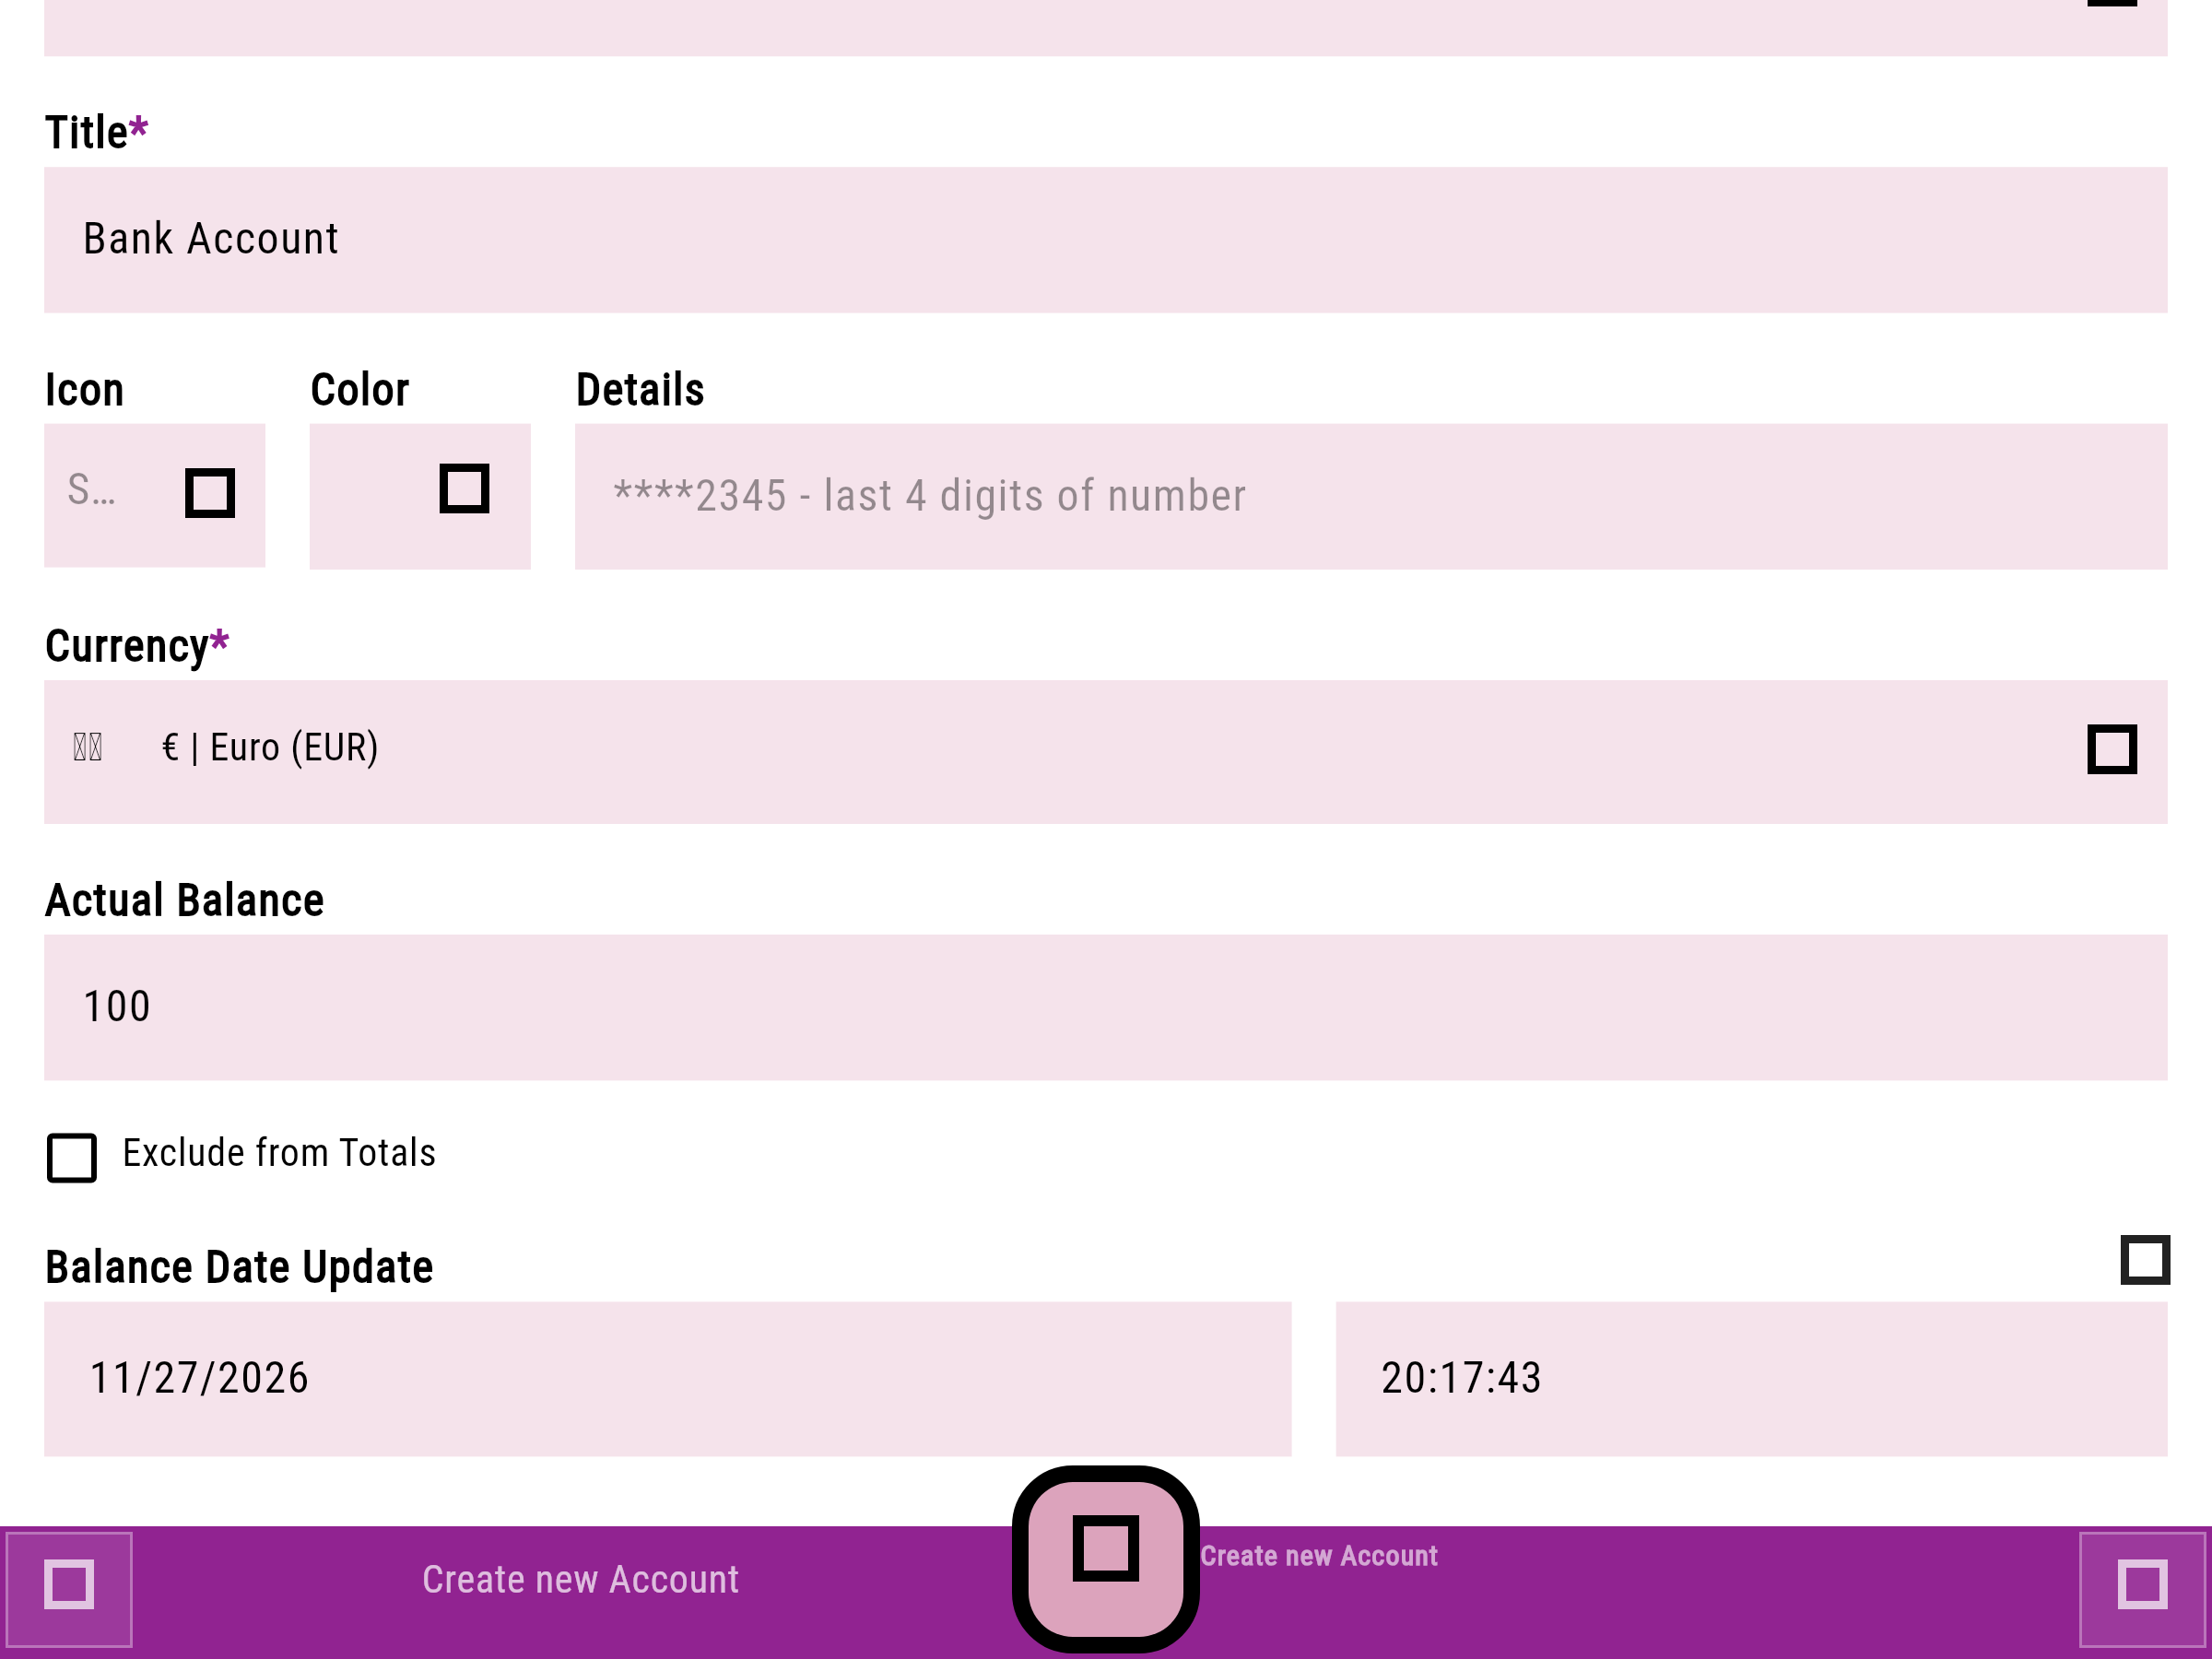 Title*
Bank Account
Icon Color Details
S... ****2345 - last 4 digits of number
Currency*
€ | Euro (EUR)
Actual Balance
100
Exclude from Totals
Balance Date Update
11/27/2026 20:17:43
Create new Account Create new Account